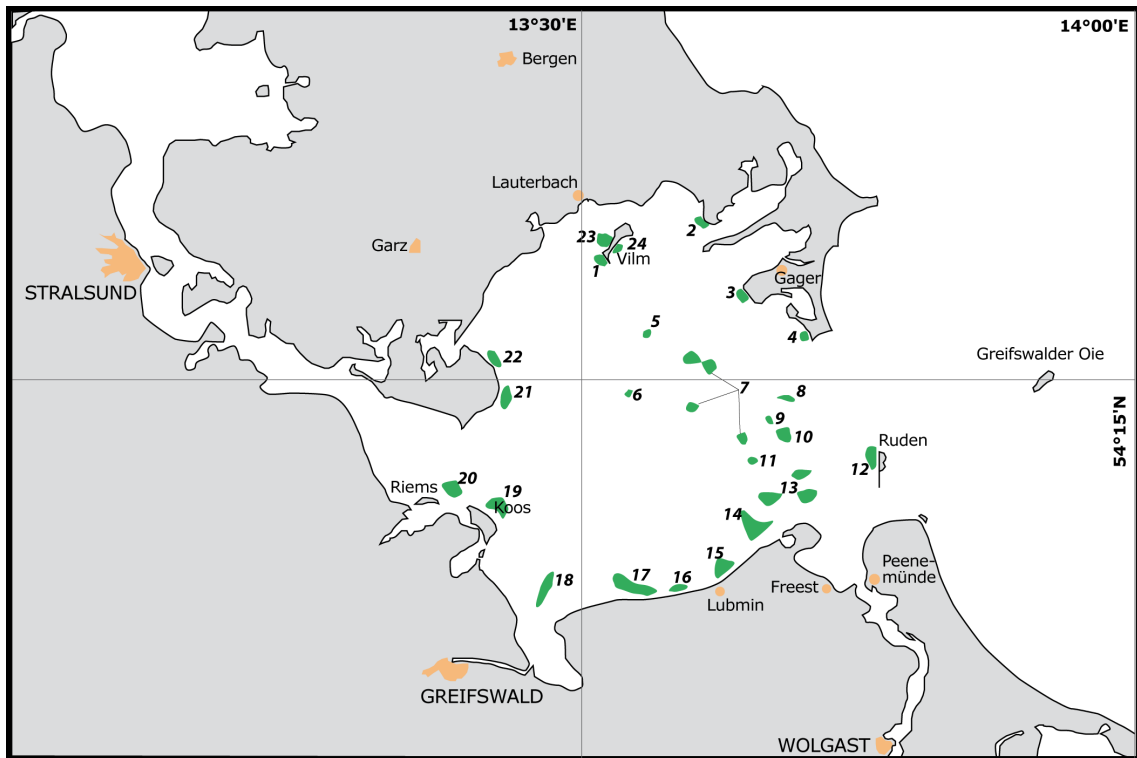 13°30'E
14°00'E
Bergen
Lauterbach
Garz
STRALSUND
23
24
Vilm
1
2
Gager
3
4
5
Greifswalder Oie
22
21
6
7
8
9
10
54°15'N
Ruden
12
11
Riems
20
19
Koos
13
14
15
Peene-
münde
18
17
16
Freest
Lubmin
GREIFSWALD
WOLGAST